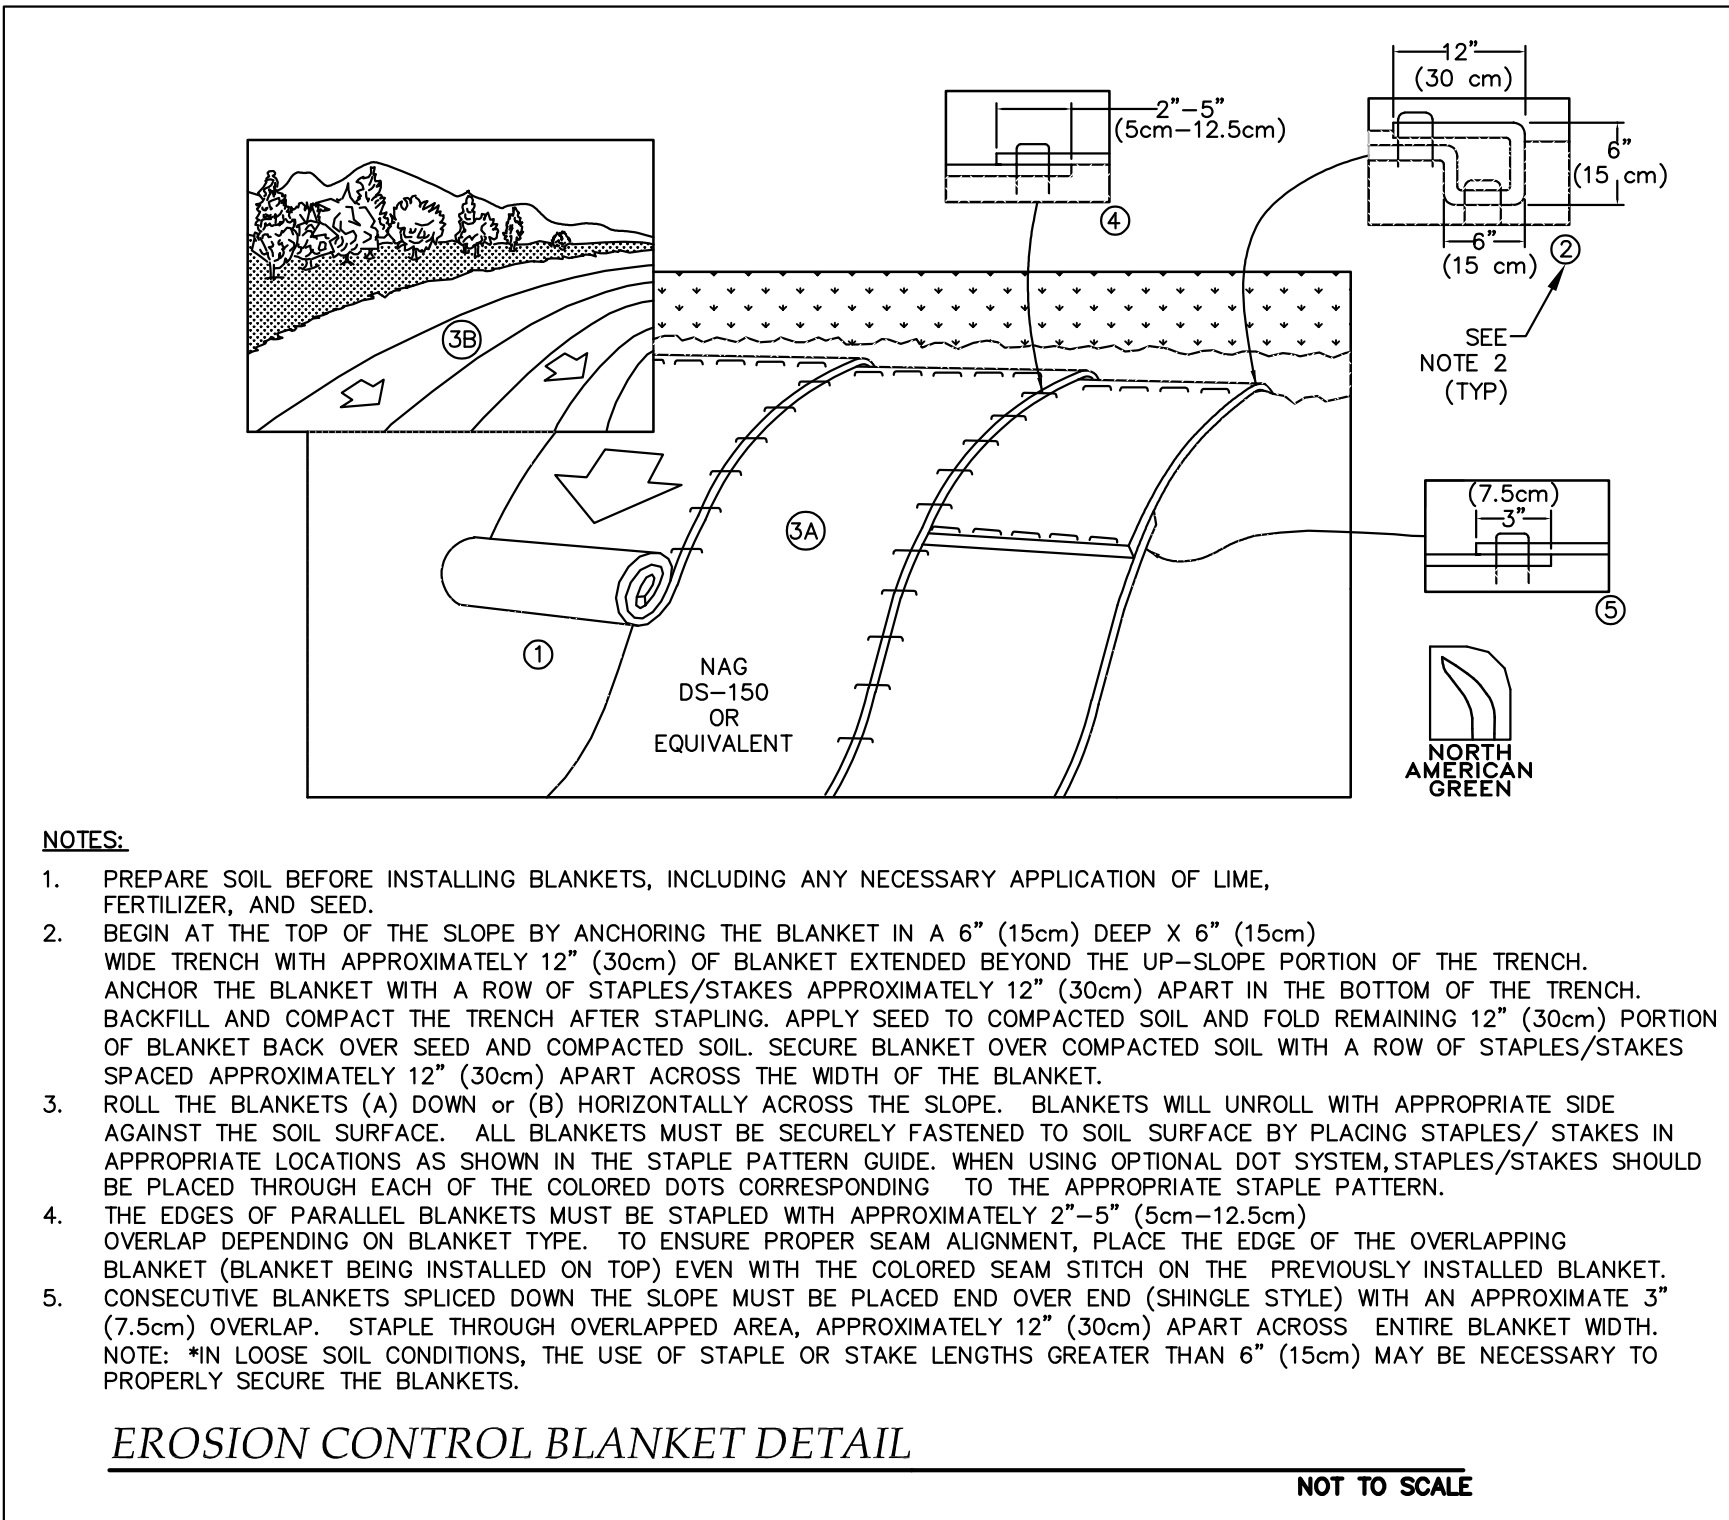 12"
(30 cm)
2"-5"
(5cm-12.5cm)
6"
(15 cm)
4
6"
(15 cm)
2
SEE
NOTE 2
(TYP)
3B
(7.5cm)
3"
3A
5
1
NAG
DS-150
OR
EQUIVALENT
NORTH
AMERICAN
GREEN
NOTES:
1. PREPARE SOIL BEFORE INSTALLING BLANKETS, INCLUDING ANY NECESSARY APPLICATION OF LIME,
FERTILIZER, AND SEED.
2. BEGIN AT THE TOP OF THE SLOPE BY ANCHORING THE BLANKET IN A 6" (15cm) DEEP X 6" (15cm)
WIDE TRENCH WITH APPROXIMATELY 12" (30cm) OF BLANKET EXTENDED BEYOND THE UP-SLOPE PORTION OF THE TRENCH.
ANCHOR THE BLANKET WITH A ROW OF STAPLES/STAKES APPROXIMATELY 12" (30cm) APART IN THE BOTTOM OF THE TRENCH.
BACKFILL AND COMPACT THE TRENCH AFTER STAPLING. APPLY SEED TO COMPACTED SOIL AND FOLD REMAINING 12" (30cm) PORTION
OF BLANKET BACK OVER SEED AND COMPACTED SOIL. SECURE BLANKET OVER COMPACTED SOIL WITH A ROW OF STAPLES/STAKES
SPACED APPROXIMATELY 12" (30cm) APART ACROSS THE WIDTH OF THE BLANKET.
3. ROLL THE BLANKETS (A) DOWN or (B) HORIZONTALLY ACROSS THE SLOPE. BLANKETS WILL UNROLL WITH APPROPRIATE SIDE
AGAINST THE SOIL SURFACE. ALL BLANKETS MUST BE SECURELY FASTENED TO SOIL SURFACE BY PLACING STAPLES/ STAKES IN
APPROPRIATE LOCATIONS AS SHOWN IN THE STAPLE PATTERN GUIDE. WHEN USING OPTIONAL DOT SYSTEM, STAPLES/STAKES SHOULD
BE PLACED THROUGH EACH OF THE COLORED DOTS CORRESPONDING TO THE APPROPRIATE STAPLE PATTERN.
4. THE EDGES OF PARALLEL BLANKETS MUST BE STAPLED WITH APPROXIMATELY 2"-5" (5cm-12.5cm)
OVERLAP DEPENDING ON BLANKET TYPE. TO ENSURE PROPER SEAM ALIGNMENT, PLACE THE EDGE OF THE OVERLAPPING
BLANKET (BLANKET BEING INSTALLED ON TOP) EVEN WITH THE COLORED SEAM STITCH ON THE PREVIOUSLY INSTALLED BLANKET.
5. CONSECUTIVE BLANKETS SPLICED DOWN THE SLOPE MUST BE PLACED END OVER END (SHINGLE STYLE) WITH AN APPROXIMATE 3"
(7.5cm) OVERLAP. STAPLE THROUGH OVERLAPPED AREA, APPROXIMATELY 12" (30cm) APART ACROSS ENTIRE BLANKET WIDTH.
NOTE: *IN LOOSE SOIL CONDITIONS, THE USE OF STAPLE OR STAKE LENGTHS GREATER THAN 6" (15cm) MAY BE NECESSARY TO
PROPERLY SECURE THE BLANKETS.
EROSION CONTROL BLANKET DETAIL
NOT TO SCALE